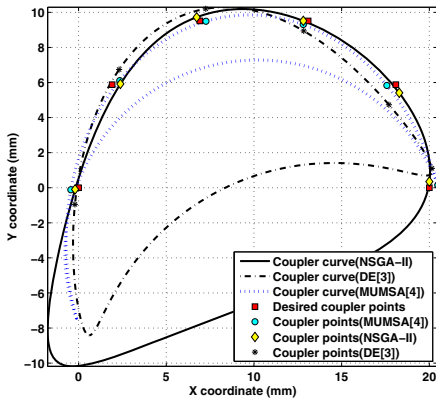 10
8
6
4
2
0
−2
−4
−6
−8
−10
Y coordinate (mm)
0
5
10
15
20
X coordinate (mm)
Coupler curve(NSGA−II)
Coupler curve(DE[3])
Coupler curve(MUMSA[4])
Desired coupler points
Coupler points(MUMSA[4])
Coupler points(NSGA−II)
Coupler points(DE[3])